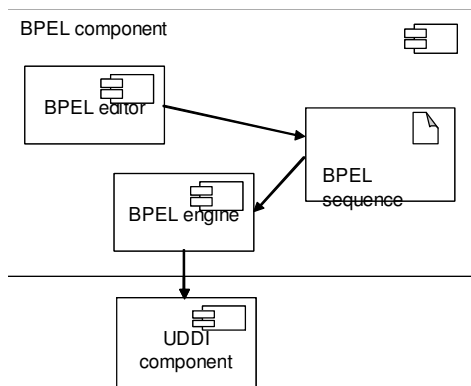 BPEL component
BPEL editor
BPEL
sequence
BPEL engine
UDDI
component